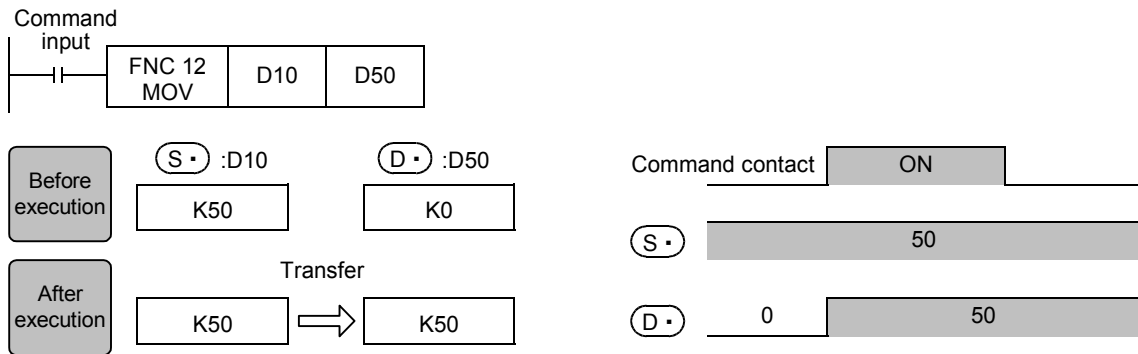 Command
input
FNC 12
MOV
D10
D50
Before
execution
S・ :D10
D・ :D50
K50
K0
After
execution
Transfer
K50
K50
Command contact
ON
S・
50
D・
0
50